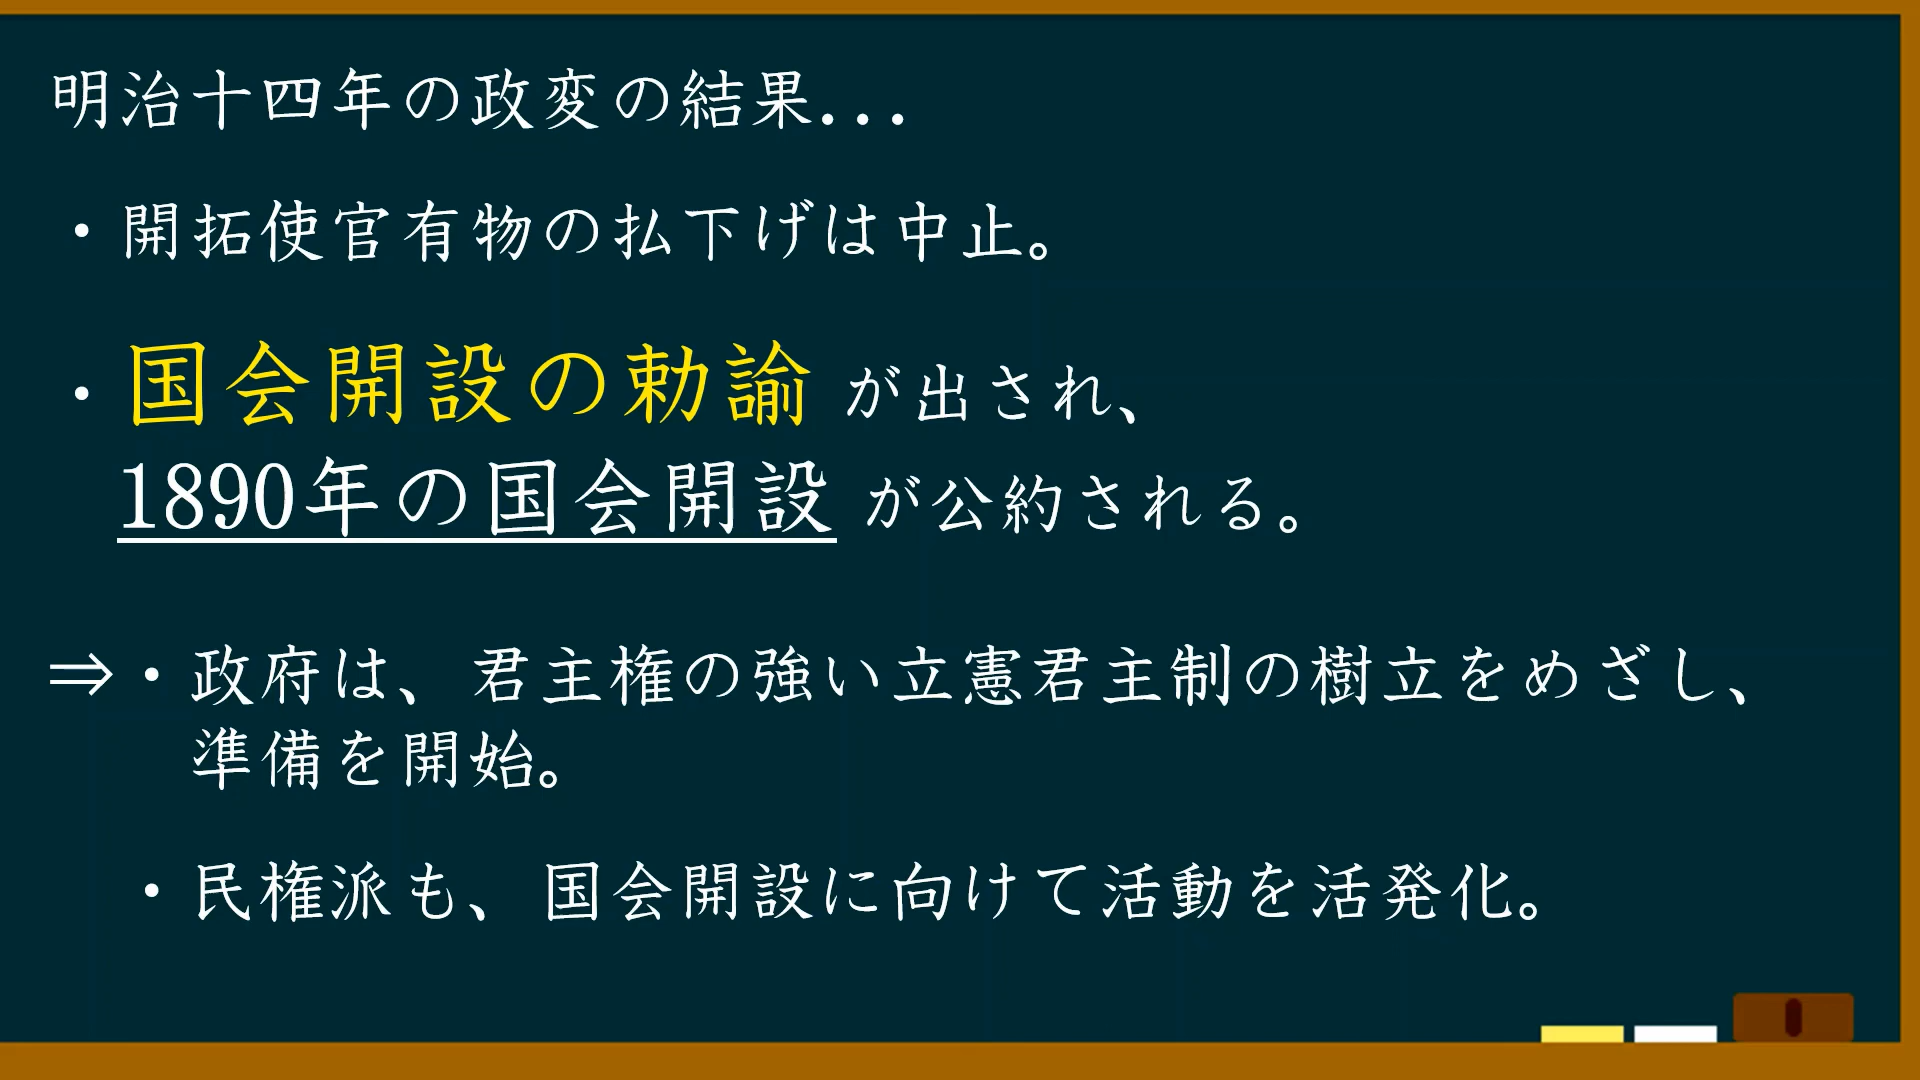 明治十四年の政変の結果...
・開拓使官有物の払下げは中止。
・国会開設の勅諭 が出され、
1890年の国会開設 が公約される。
⇒・政府は、君主権の強い立憲君主制の樹立をめざし、
準備を開始。
・民権派も、国会開設に向けて活動を活発化。